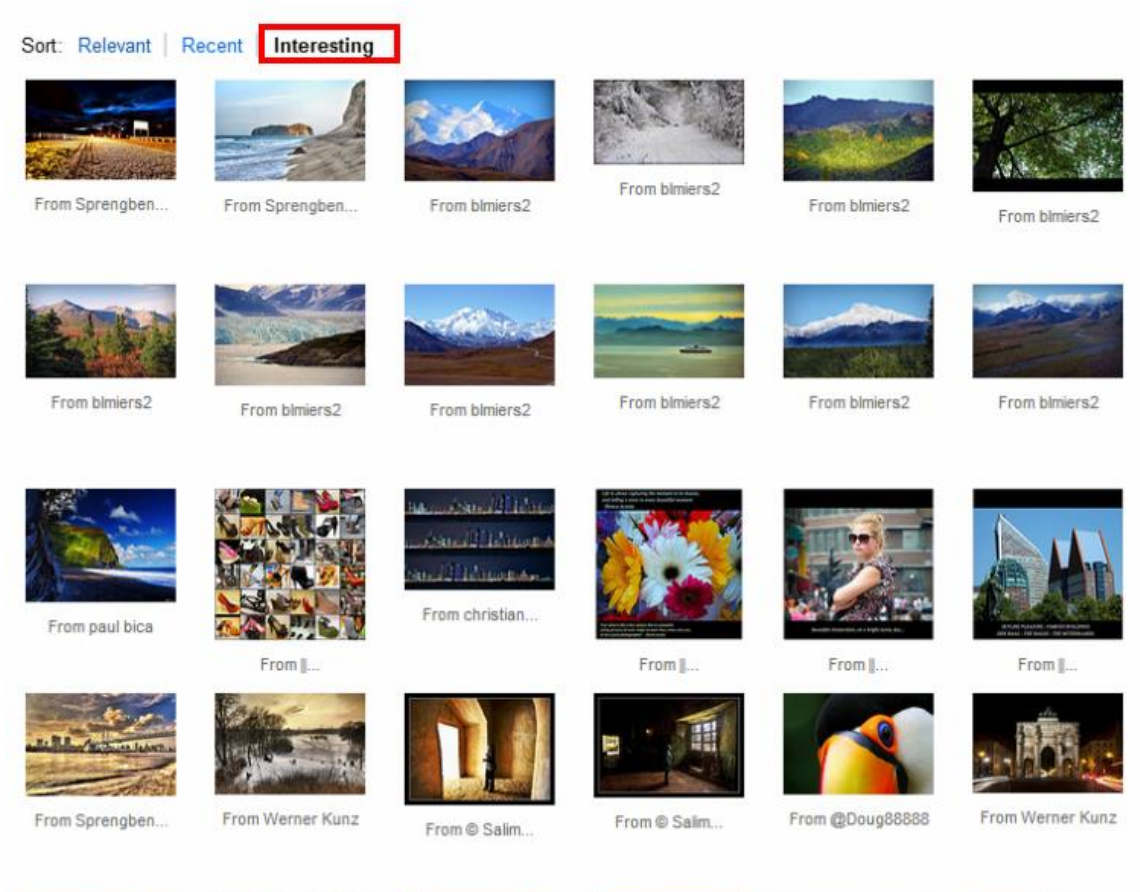 Sort: Relevant Recent Interesting
From Sprengben... From Sprengben... From blmiers2 From blmiers2 From blmiers2 From blmiers2
From blmiers2 From blmiers2 From blmiers2 From blmiers2 From blmiers2 From blmiers2
From paul bica From ||... From christian... From ||... From ||... From ||...
From Sprengben... From Werner Kunz From © Salim... From © Salim... From @Doug88888 From Werner Kunz